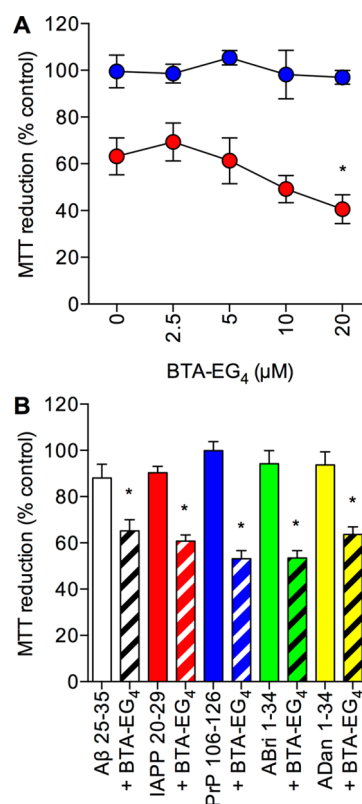 A
MTT reduction (% control)
120
100
80
60
40
20
0
*
0
2.5
5
10
20
BTA-EG4 (µM)
B
MTT reduction (% control)
120
100
80
60
40
20
0
*
*
*
*
*
Aβ 25-35
+ BTA-EG4
IAPP 20-29
+ BTA-EG4
PrP 106-126
+ BTA-EG4
ABri 1-34
+ BTA-EG4
ADan 1-34
+ BTA-EG4